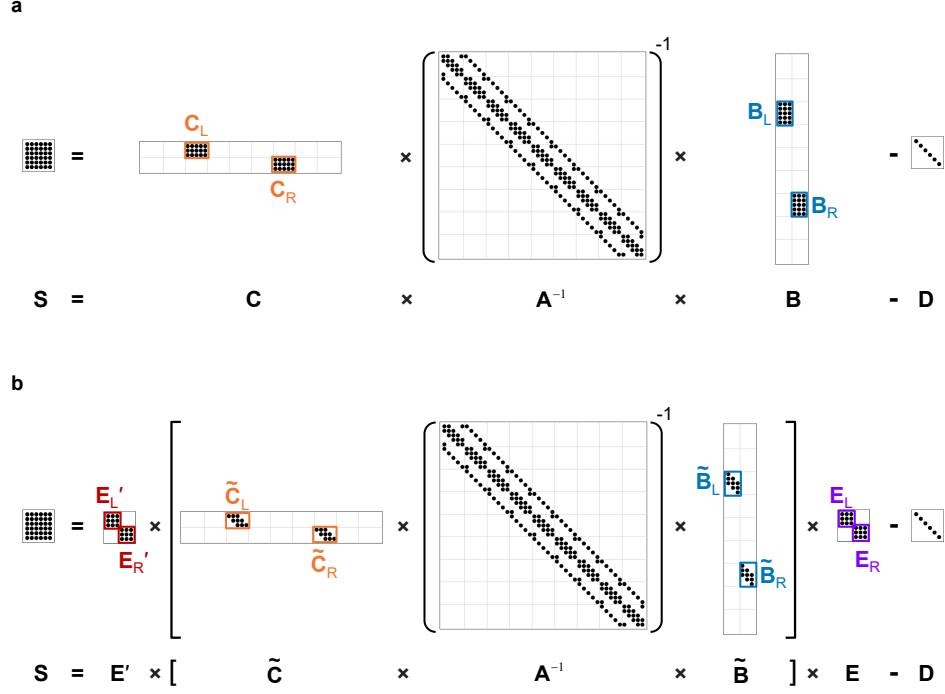 a
-1
C_L
B_L
= × × -
C_R
B_R
S = C × A⁻¹ × B - D
b
-1
E_L′ C̃_L B̃_L E_L
= × × × × -
E_R′ C̃_R B̃_R E_R
S = E′ × [ C̃ × A⁻¹ × B̃ ] × E - D